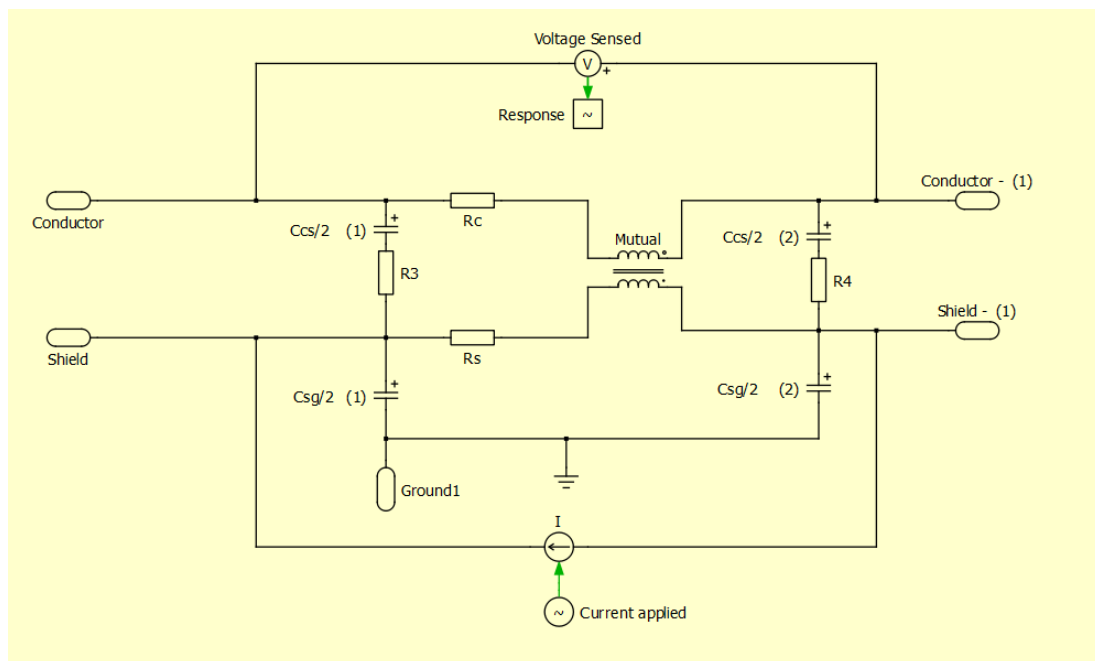 Voltage Sensed
V
+
Response
~
Conductor - (1)
Conductor
Rc
+
Ccs/2 (1)
Mutual
+
Ccs/2 (2)
R3
R4
Shield - (1)
Shield
Rs
+
Csg/2 (1)
+
Csg/2 (2)
Ground1
I
~
Current applied